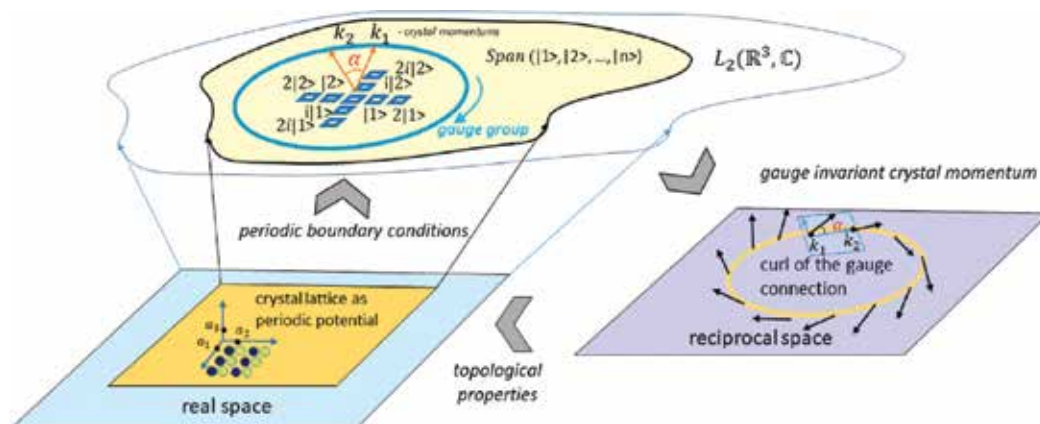 k₂ k₁ - crystal momentums
α
Span (|1>, |2>, ..., |n>)
L₂(ℝ³, ℂ)
2i|2>
2|2> |2> i|2>
i|1> |1> 2|1>
2i|1>
gauge group
gauge invariant crystal momentum
periodic boundary conditions
α
k₁ k₂
curl of the gauge
connection
reciprocal space
crystal lattice as
periodic potential
a₃
a₂
a₁
topological
properties
real space